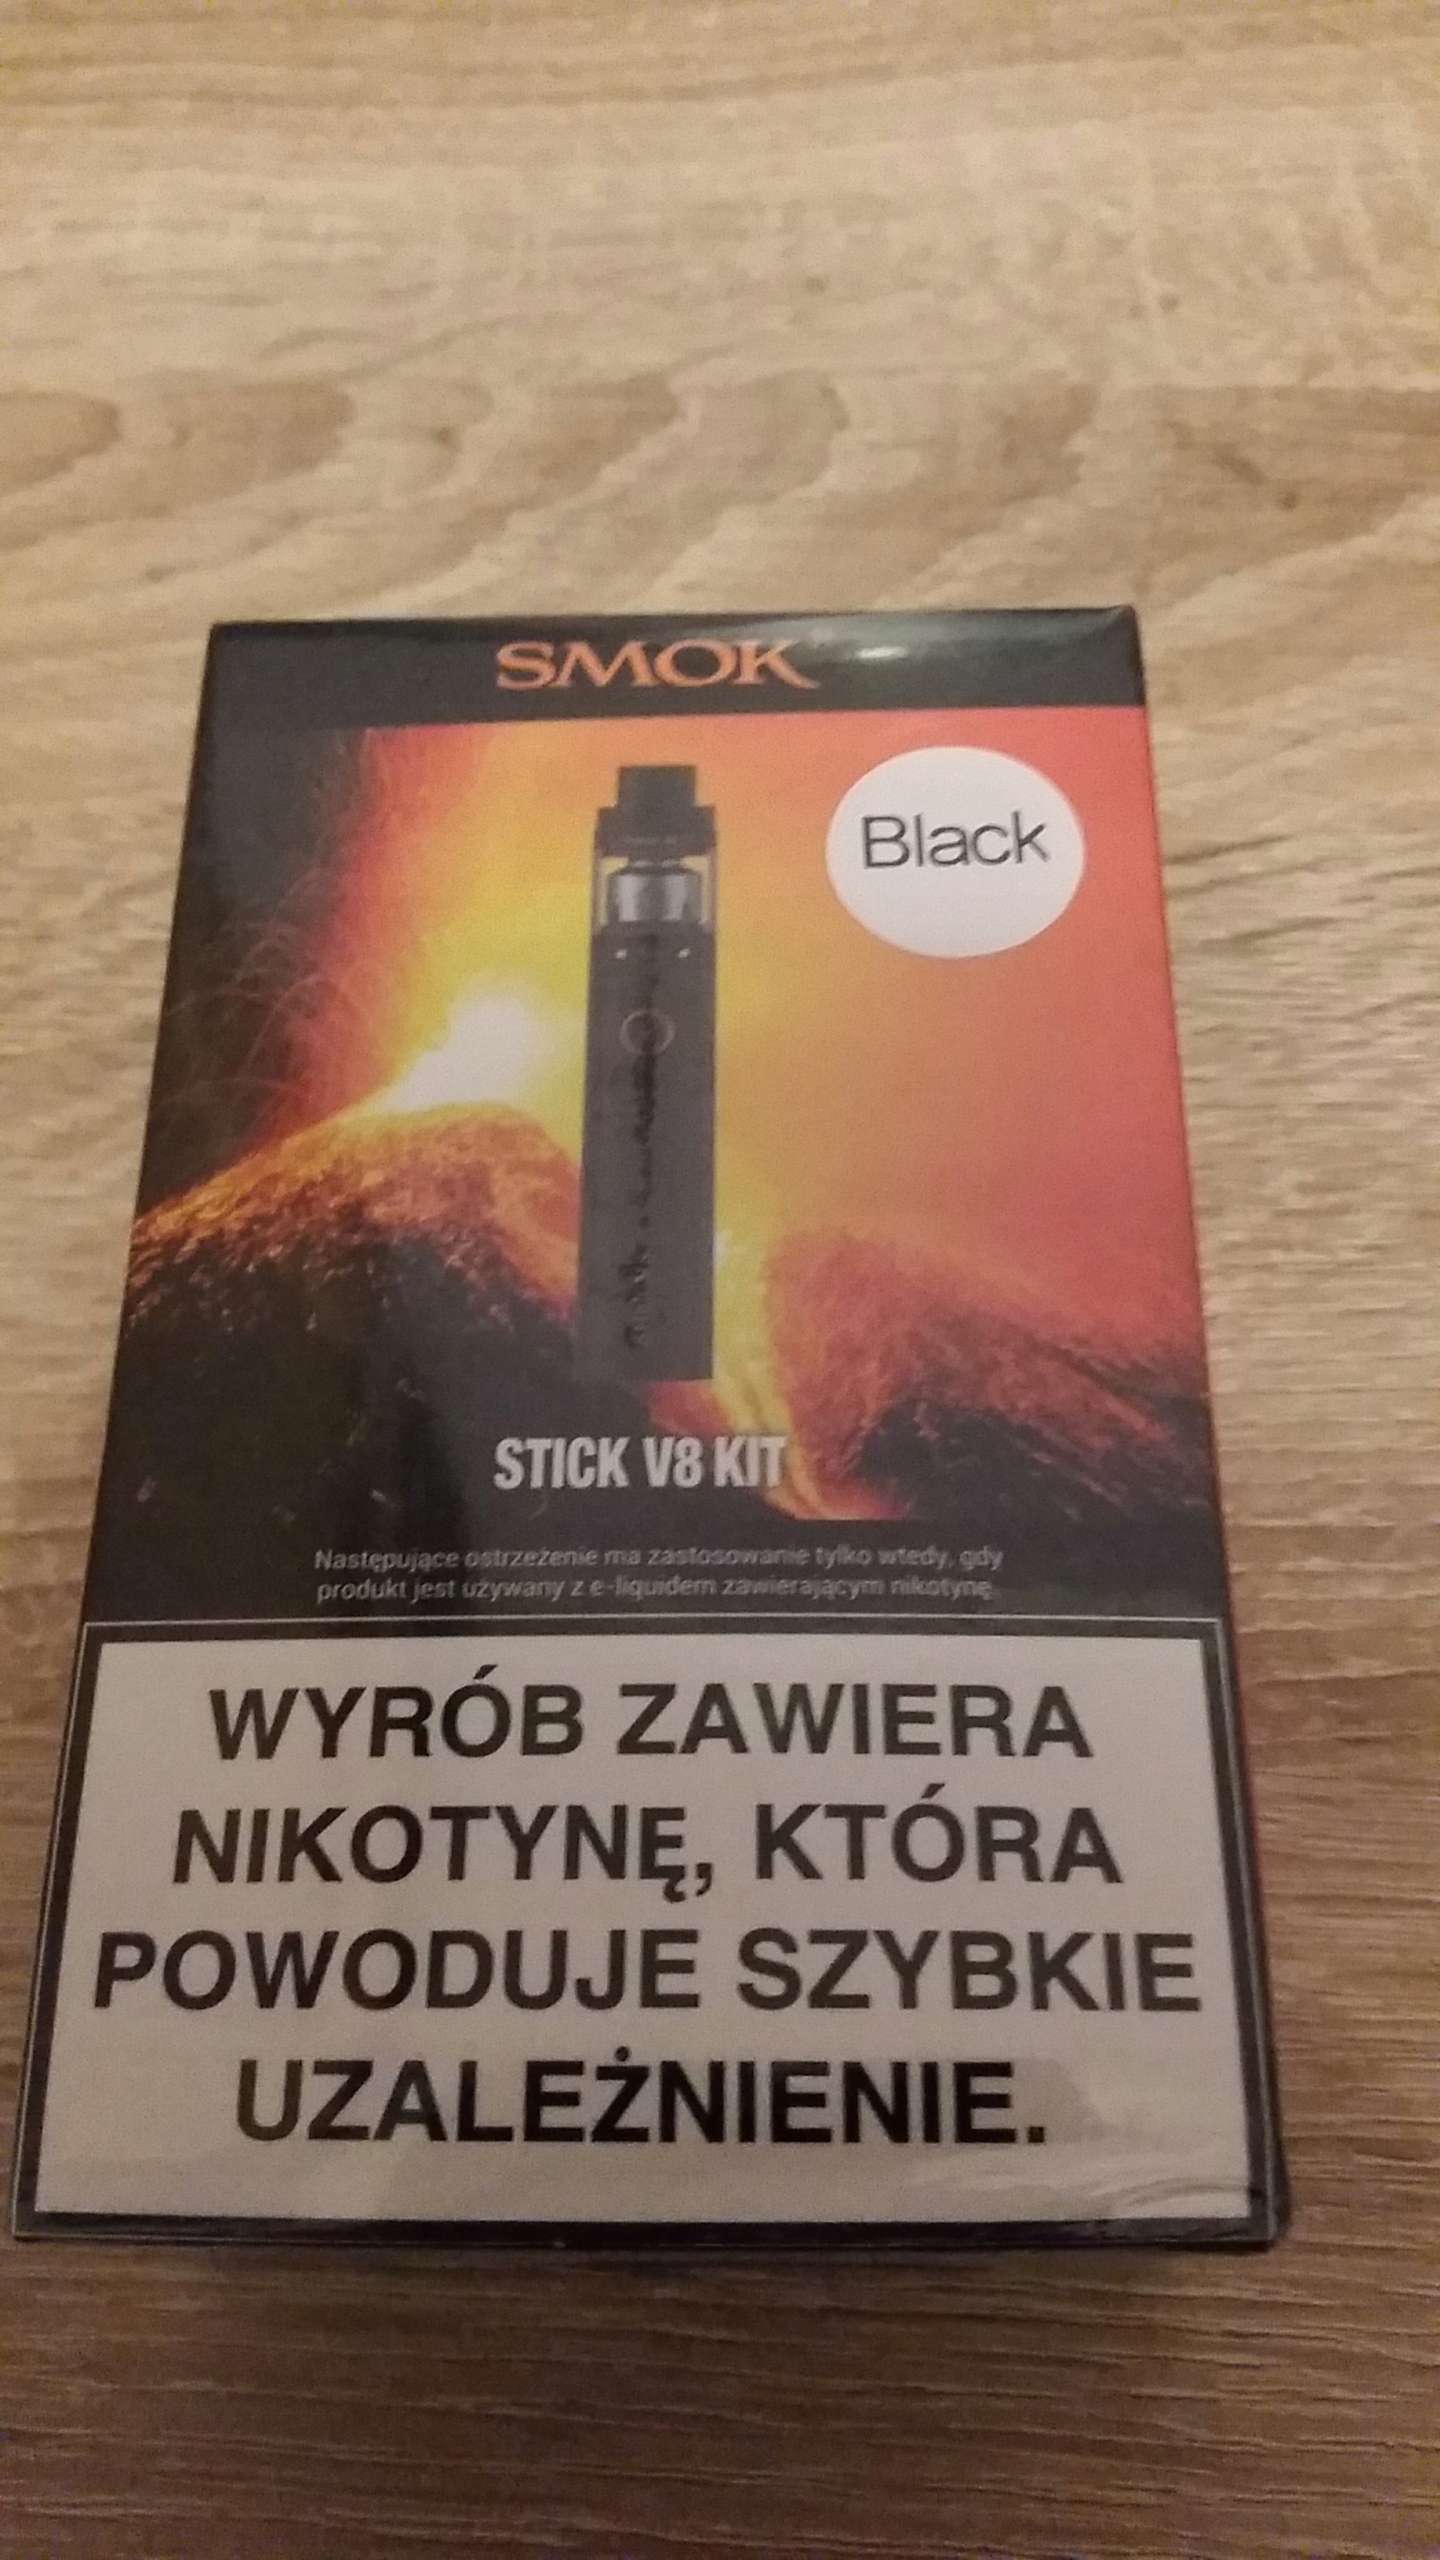 SMOK
Black
STICK V8 KIT
Następujące ostrzeżenie ma zastosowanie tylko wtedy, gdy
produkt jest używany z e-liquidem zawierającym nikotynę.
WYRÓB ZAWIERA
NIKOTYNĘ, KTÓRA
POWODUJE SZYBKIE
UZALEŻNIENIE.